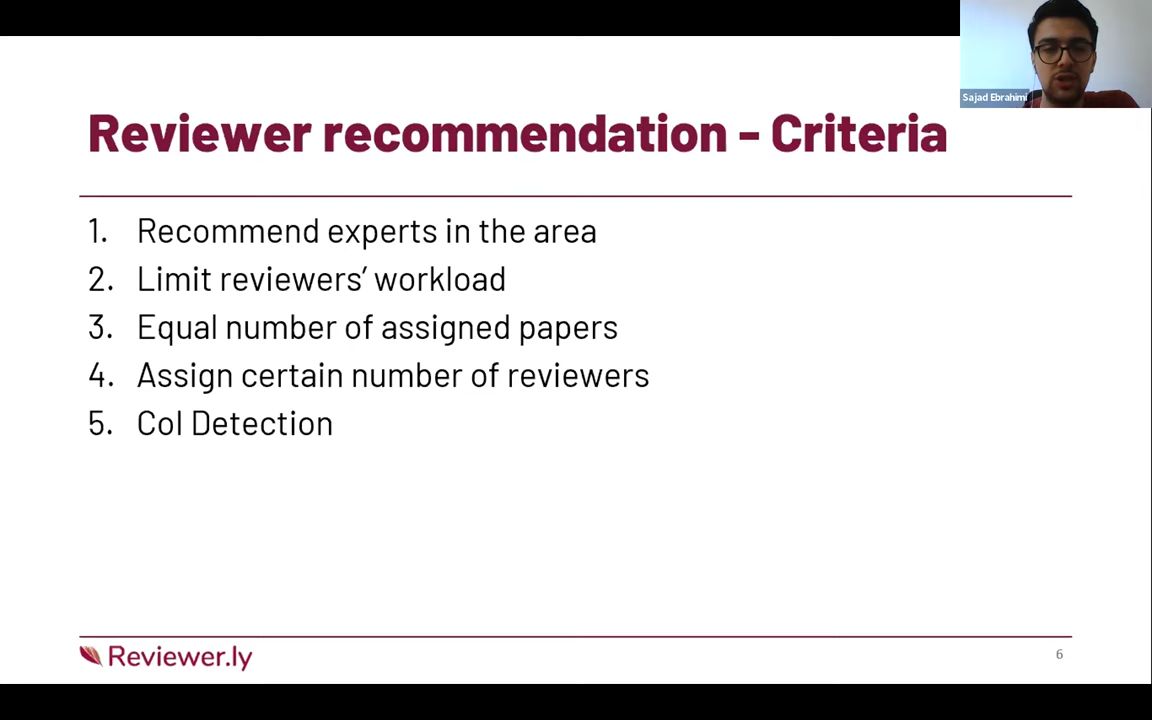 Sajad Ebrahimi
Reviewer recommendation - Criteria
1. Recommend experts in the area
2. Limit reviewers’ workload
3. Equal number of assigned papers
4. Assign certain number of reviewers
5. CoI Detection
Reviewer.ly
6